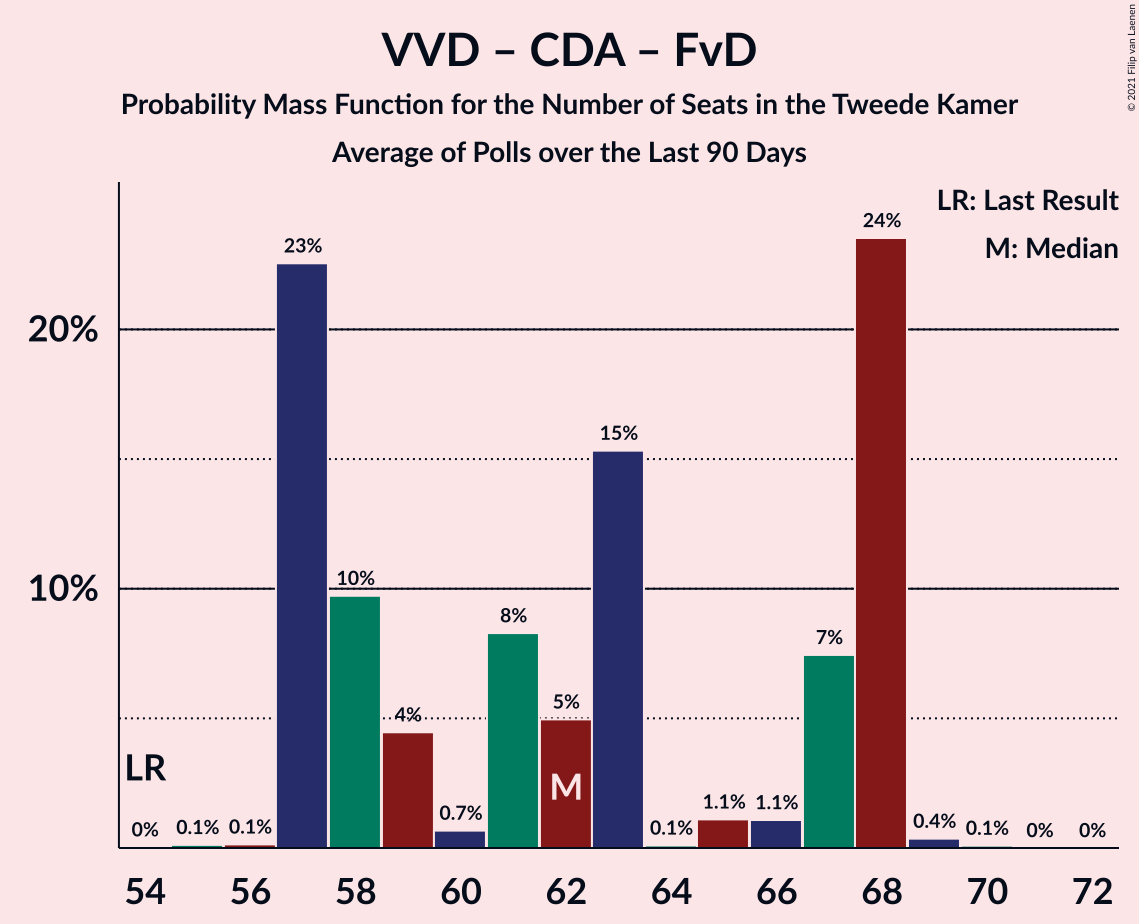 VVD – CDA – FvD
Probability Mass Function for the Number of Seats in the Tweede Kamer
Average of Polls over the Last 90 Days
© 2021 Filip van Laenen
LR: Last Result
M: Median
20%
10%
0%
0.1%
0.1%
23%
10%
4%
0.7%
8%
5%
15%
0.1%
1.1%
1.1%
7%
24%
0.4%
0.1%
0%
0%
LR
M
54 56 58 60 62 64 66 68 70 72